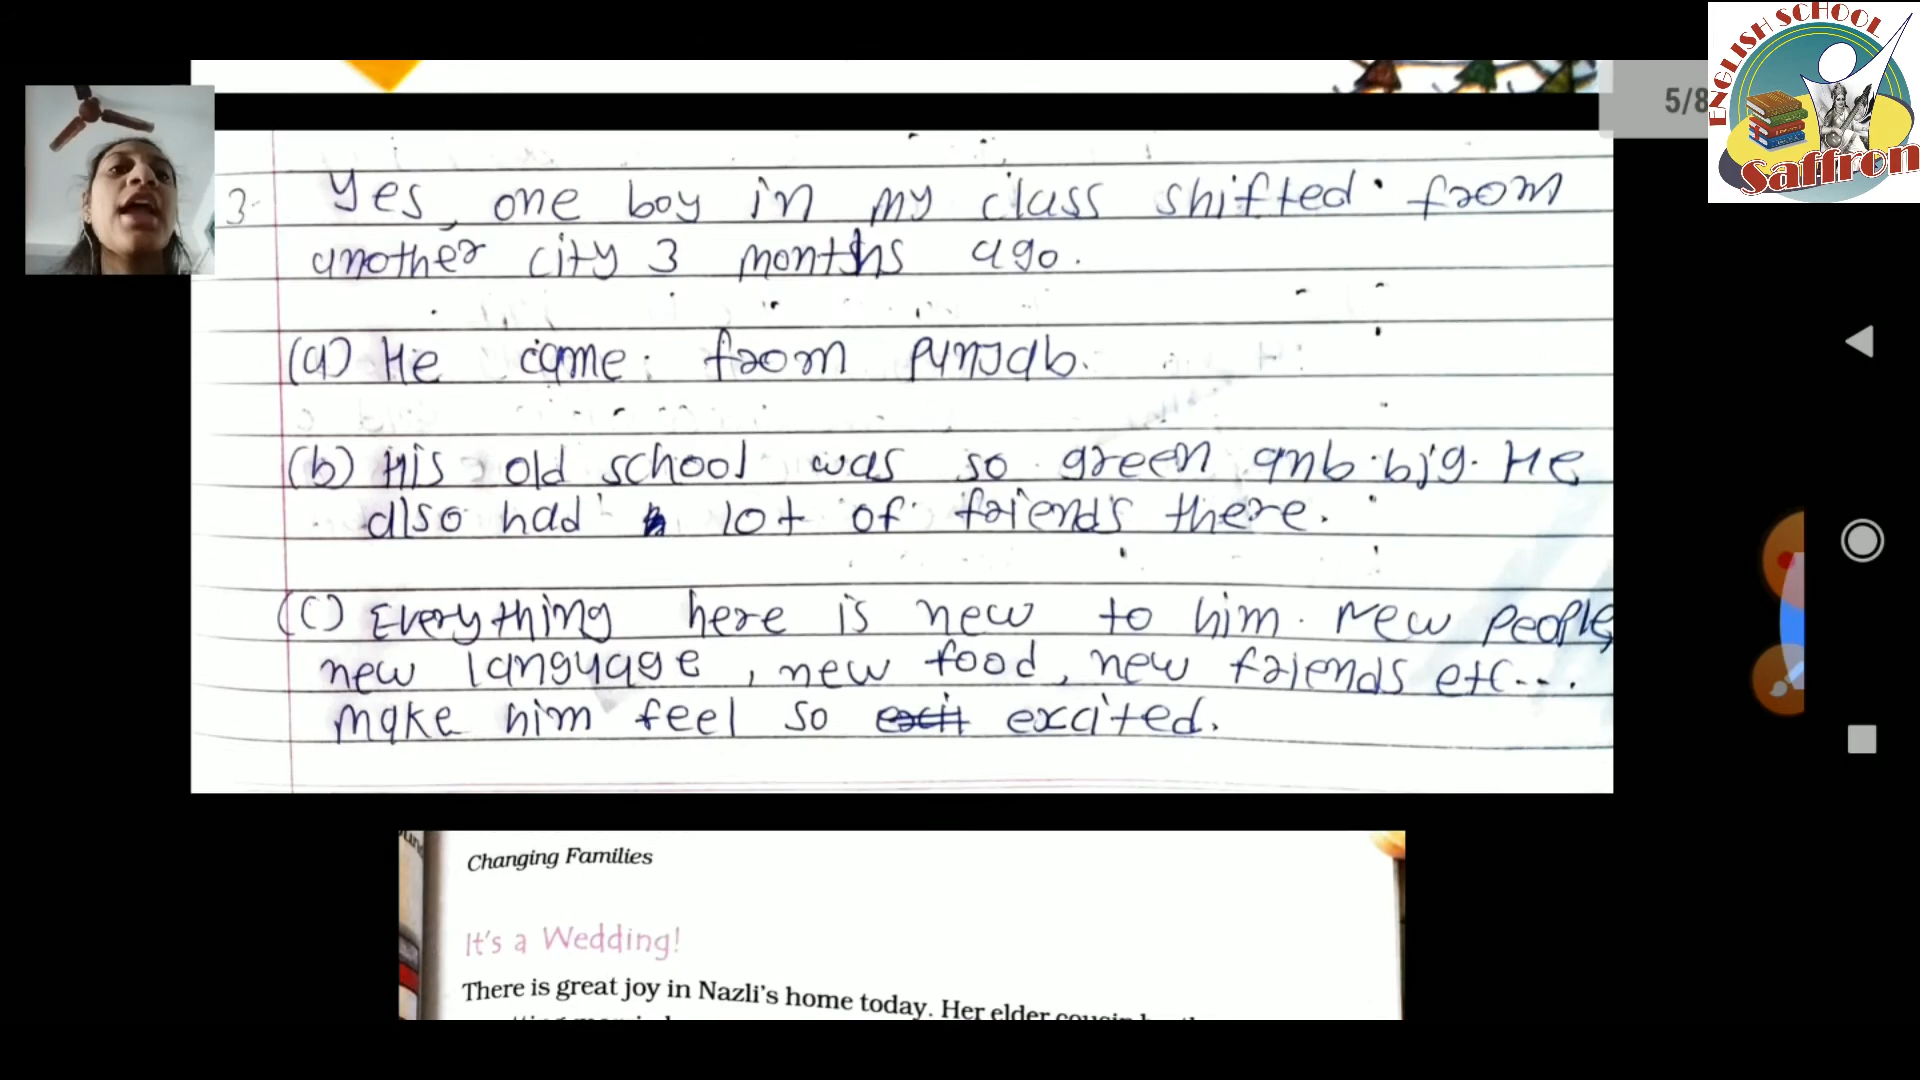 5/8
ENGLISH SCHOOL
Saffron
3. Yes, one boy in my class shifted from
another city 3 months ago.
(a) He came from Punjab.
(b) His old school was so green anb big. He
also had a lot of friends there.
(c) Everything here is new to him. New people,
new language, new food, new friends etc...
make him feel so excited.
Changing Families
It's a Wedding!
There is great joy in Nazli's home today. Her elder cousin